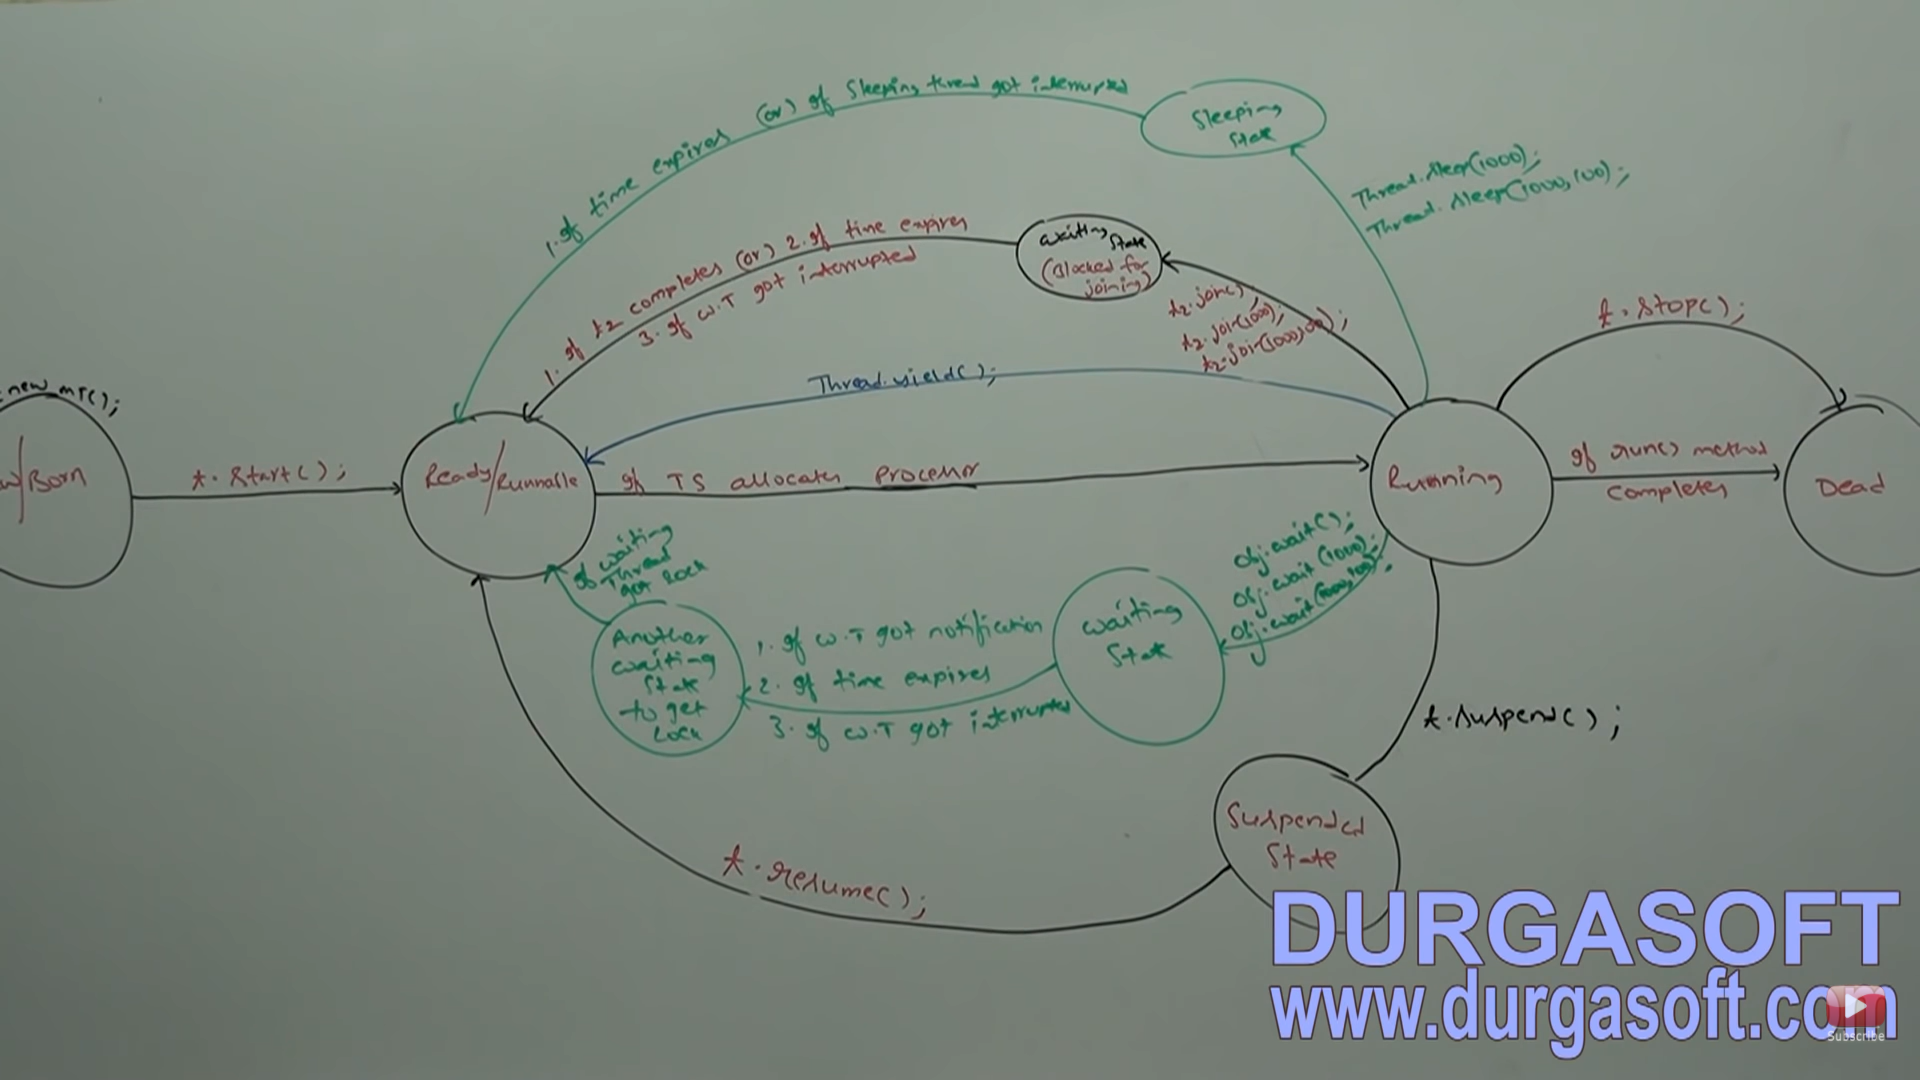 1. If time expires (or) if Sleeping thread got interrupted
Sleeping
State
Thread.sleep(1000);
Thread.sleep(1000,100);
1. If t2 completes (or) 2. If time expires
3. If W.T got interrupted
waiting
State
(Blocked for
joining)
t2.join();
t2.join(1000);
t2.join(1000,100);
Thread.yield();
t.stop();
new MT();
/Born
t.start();
Ready/Runnable
If TS allocates processor
Running
If run() method
completes
Dead
If waiting
Thread
got lock
Another
waiting
State
to get
Lock
1. If W.T got notification
2. If time expires
3. If W.T got interrupted
waiting
State
obj.wait();
obj.wait(1000);
obj.wait(1000,100);
t.suspend();
Suspended
State
t.resume();
DURGASOFT
www.durgasoft.com
Subscribe